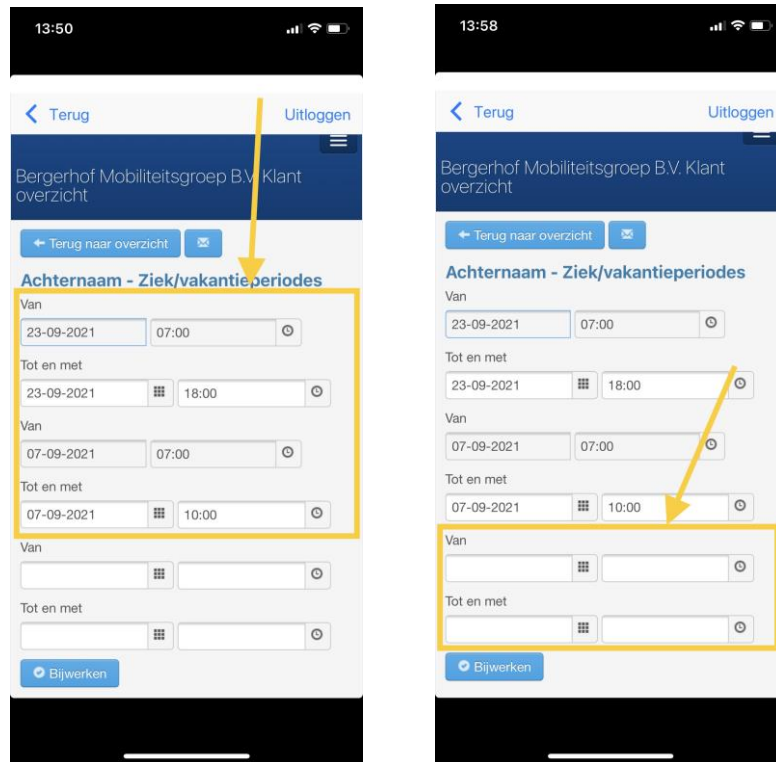 13:50
Terug
Uitloggen
Bergerhof Mobiliteitsgroep B.V. Klant
overzicht
Terug naar overzicht
Achternaam - Ziek/vakantieperiodes
Van
23-09-2021 07:00
Tot en met
23-09-2021 18:00
Van
07-09-2021 07:00
Tot en met
07-09-2021 10:00
Van
Tot en met
Bijwerken
13:58
Terug
Uitloggen
Bergerhof Mobiliteitsgroep B.V. Klant
overzicht
Terug naar overzicht
Achternaam - Ziek/vakantieperiodes
Van
23-09-2021 07:00
Tot en met
23-09-2021 18:00
Van
07-09-2021 07:00
Tot en met
07-09-2021 10:00
Van
Tot en met
Bijwerken